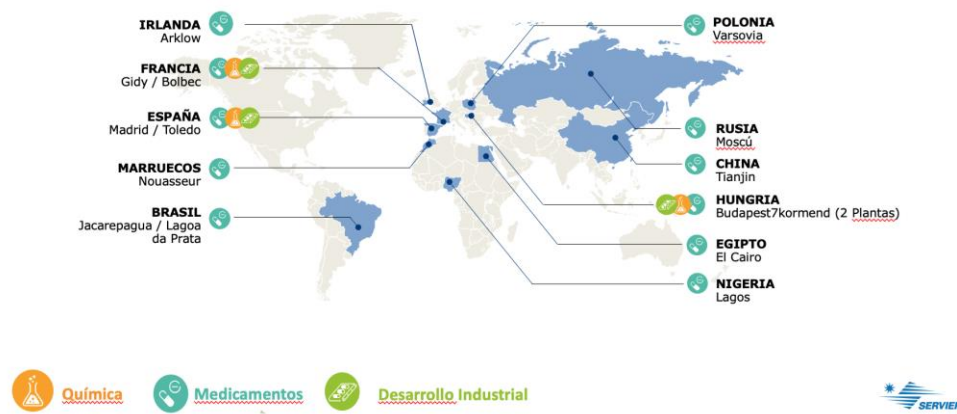 IRLANDA
Arklow
FRANCIA
Gidy / Bolbec
ESPAÑA
Madrid / Toledo
MARRUECOS
Nouasseur
BRASIL
Jacarepagua / Lagoa
da Prata
POLONIA
Varsovia
RUSIA
Moscú
CHINA
Tianjin
HUNGRIA
Budapest7kormend (2 Plantas)
EGIPTO
El Cairo
NIGERIA
Lagos
Química
Medicamentos
Desarrollo Industrial
SERVIER